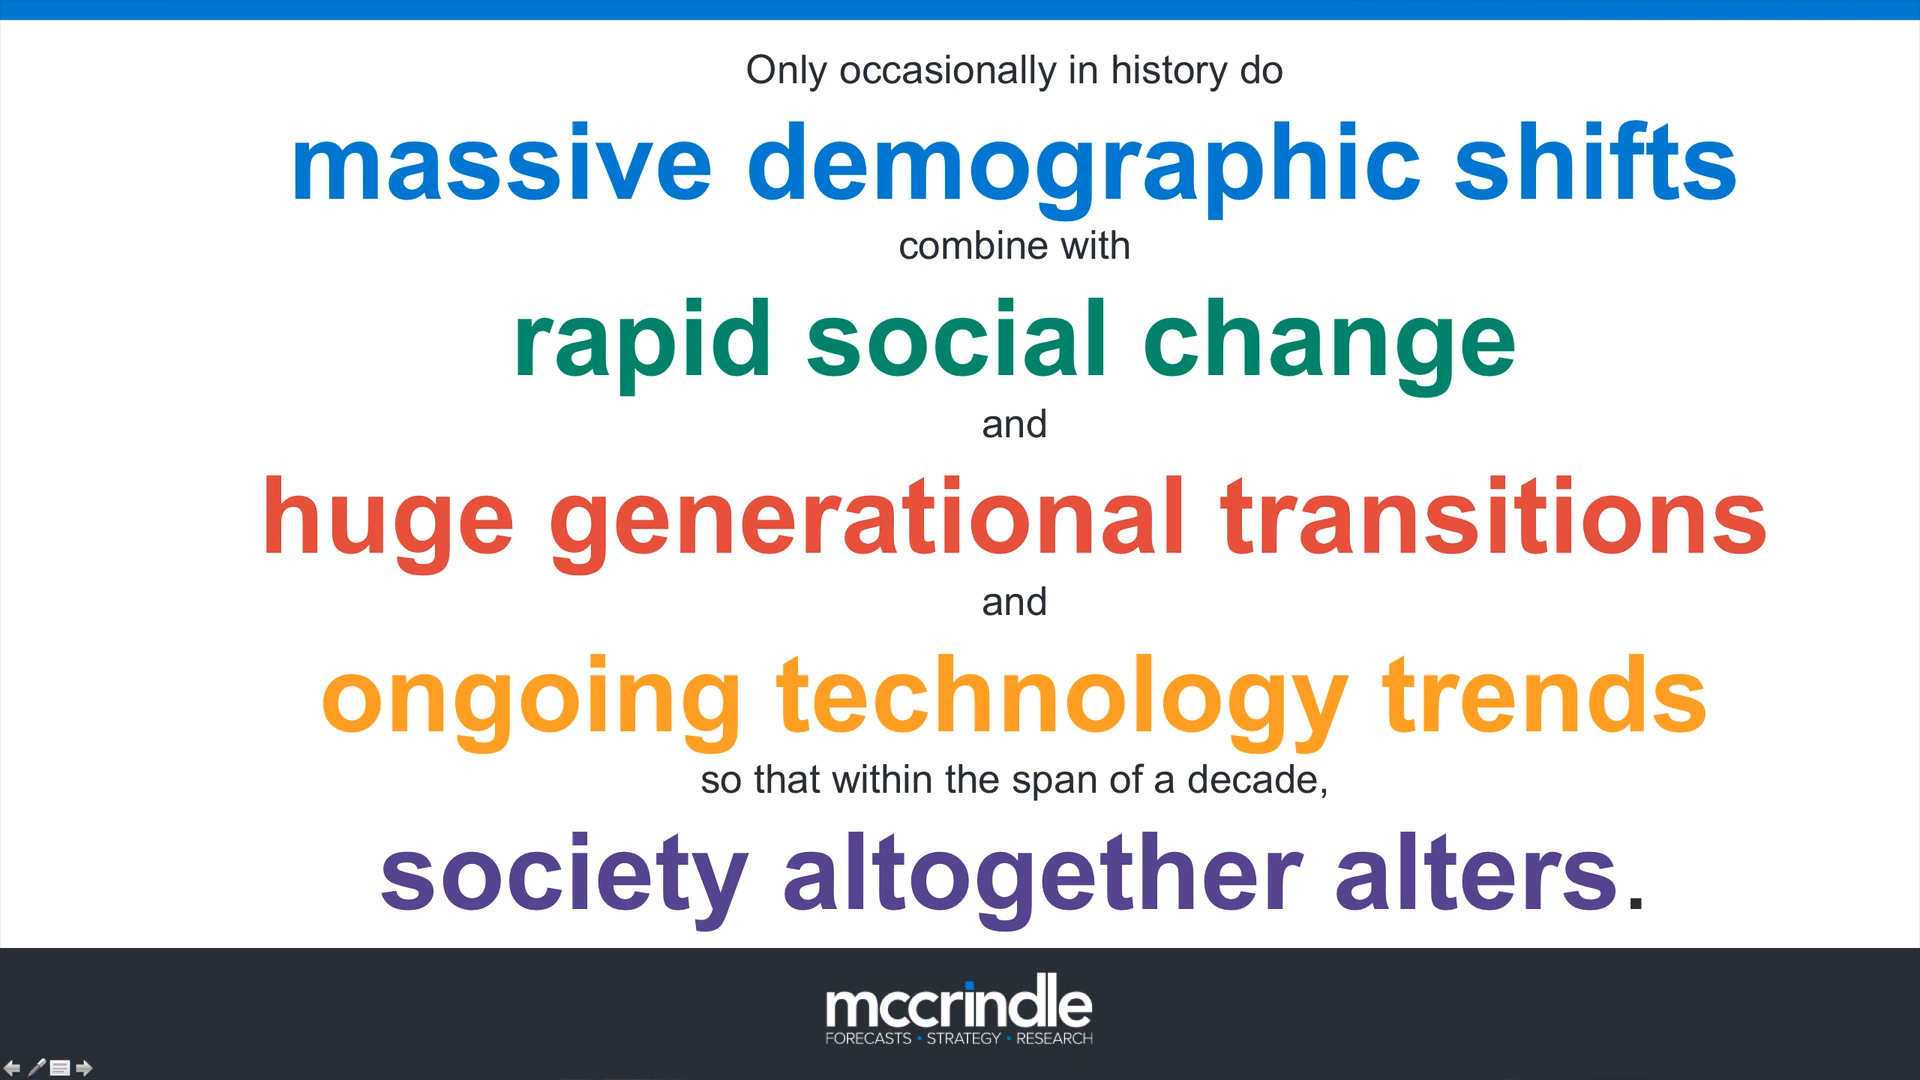 Only occasionally in history do
massive demographic shifts
combine with
rapid social change
and
huge generational transitions
and
ongoing technology trends
so that within the span of a decade,
society altogether alters.
mccrindle
FORECASTS • STRATEGY • RESEARCH